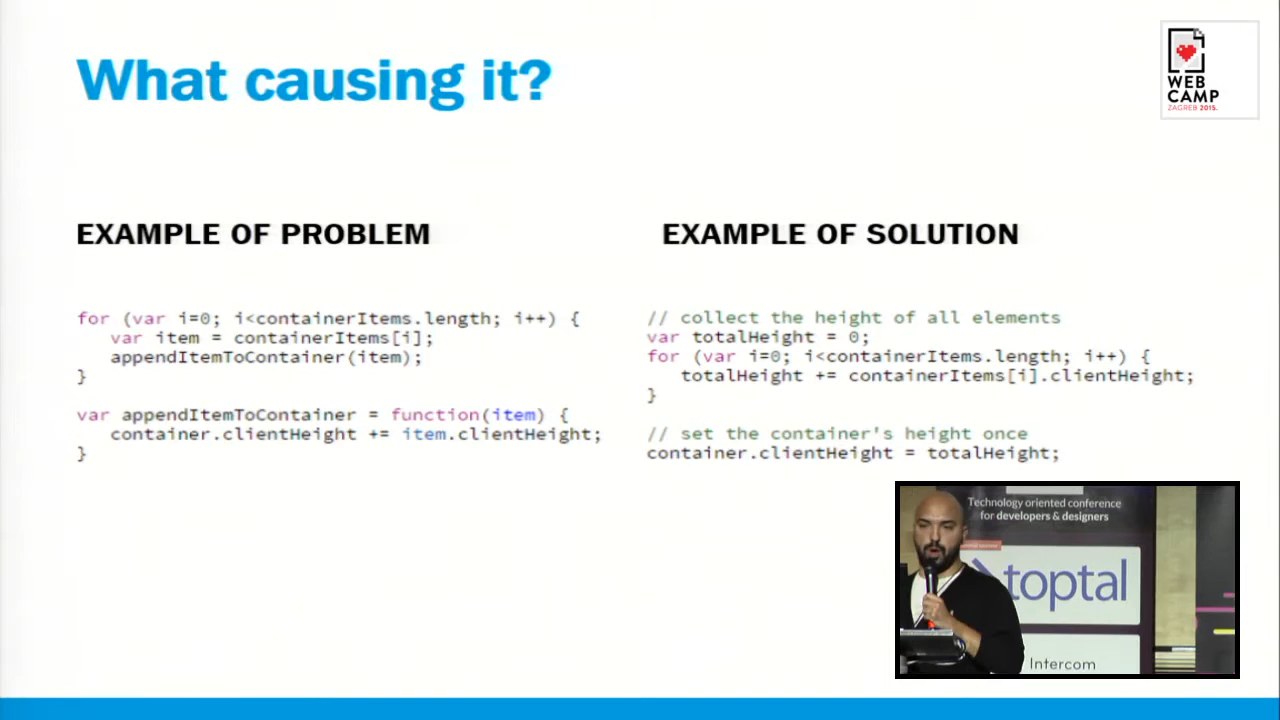 What causing it?
WEB
CAMP
ZAGREB 2015.
EXAMPLE OF PROBLEM
for (var i=0; i<containerItems.length; i++) {
   var item = containerItems[i];
   appendItemToContainer(item);
}
var appendItemToContainer = function(item) {
   container.clientHeight += item.clientHeight;
}
EXAMPLE OF SOLUTION
// collect the height of all elements
var totalHeight = 0;
for (var i=0; i<containerItems.length; i++) {
   totalHeight += containerItems[i].clientHeight;
}
// set the container's height once
container.clientHeight = totalHeight;
Technology oriented conference
for developers & designers
toptal
Intercom